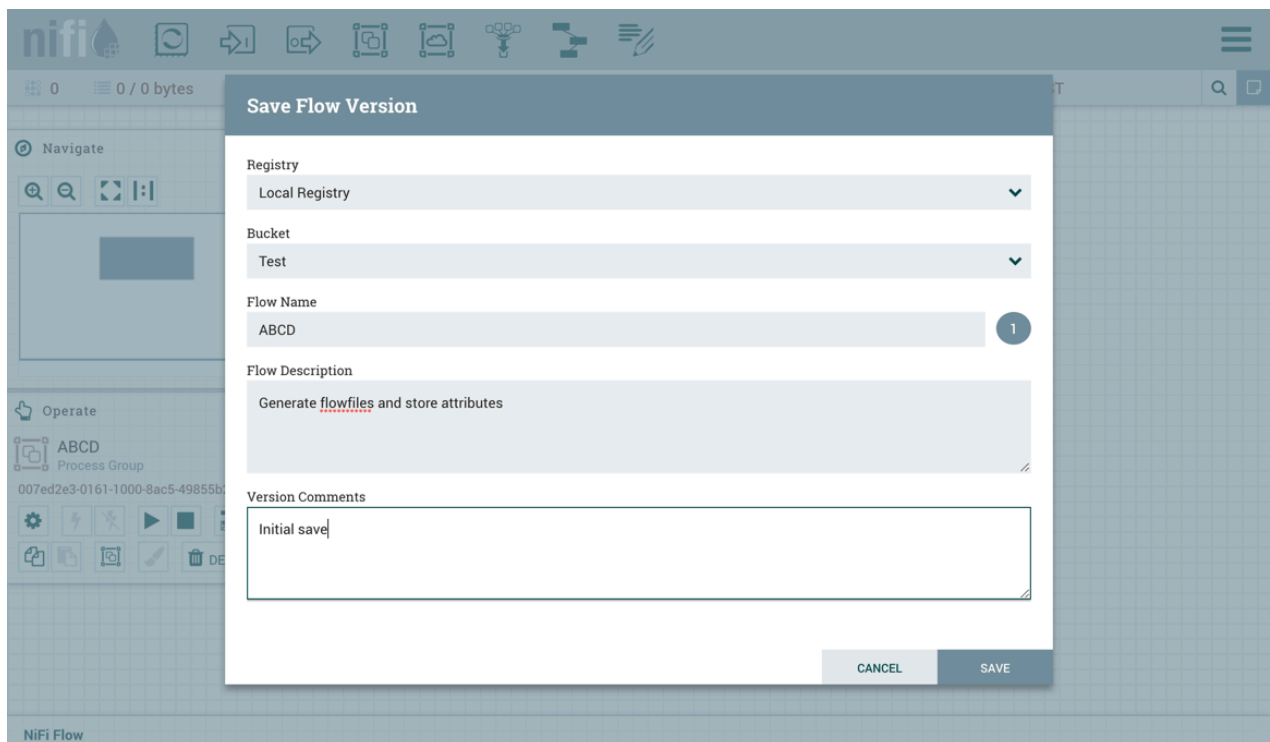 nifi
0 0 / 0 bytes
ST
Save Flow Version
Navigate
Registry
Local Registry
Bucket
Test
Flow Name
ABCD
1
Flow Description
Generate flowfiles and store attributes
Operate
ABCD
Process Group
007ed2e3-0161-1000-8ac5-49855b
Version Comments
Initial save
DE
CANCEL SAVE
NiFi Flow